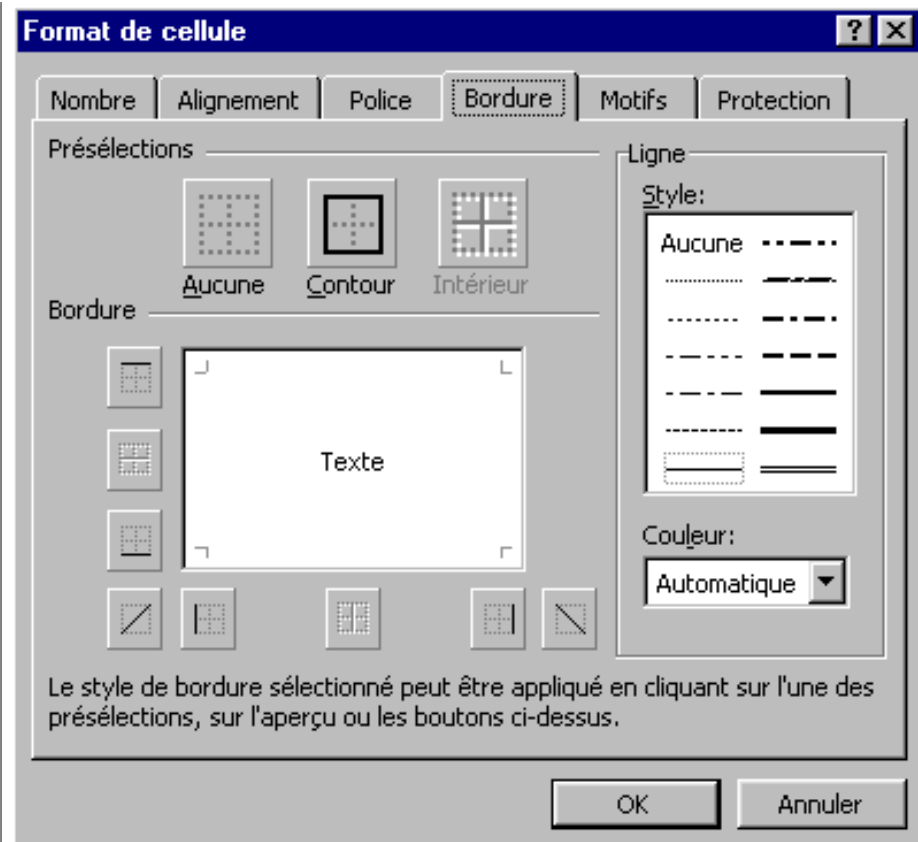 Format de cellule
Nombre Alignement Police Bordure Motifs Protection
Présélections
Aucune Contour Intérieur
Bordure
Texte
Ligne
Style:
Aucune
Couleur:
Automatique
Le style de bordure sélectionné peut être appliqué en cliquant sur l'une des
présélections, sur l'aperçu ou les boutons ci-dessus.
OK Annuler